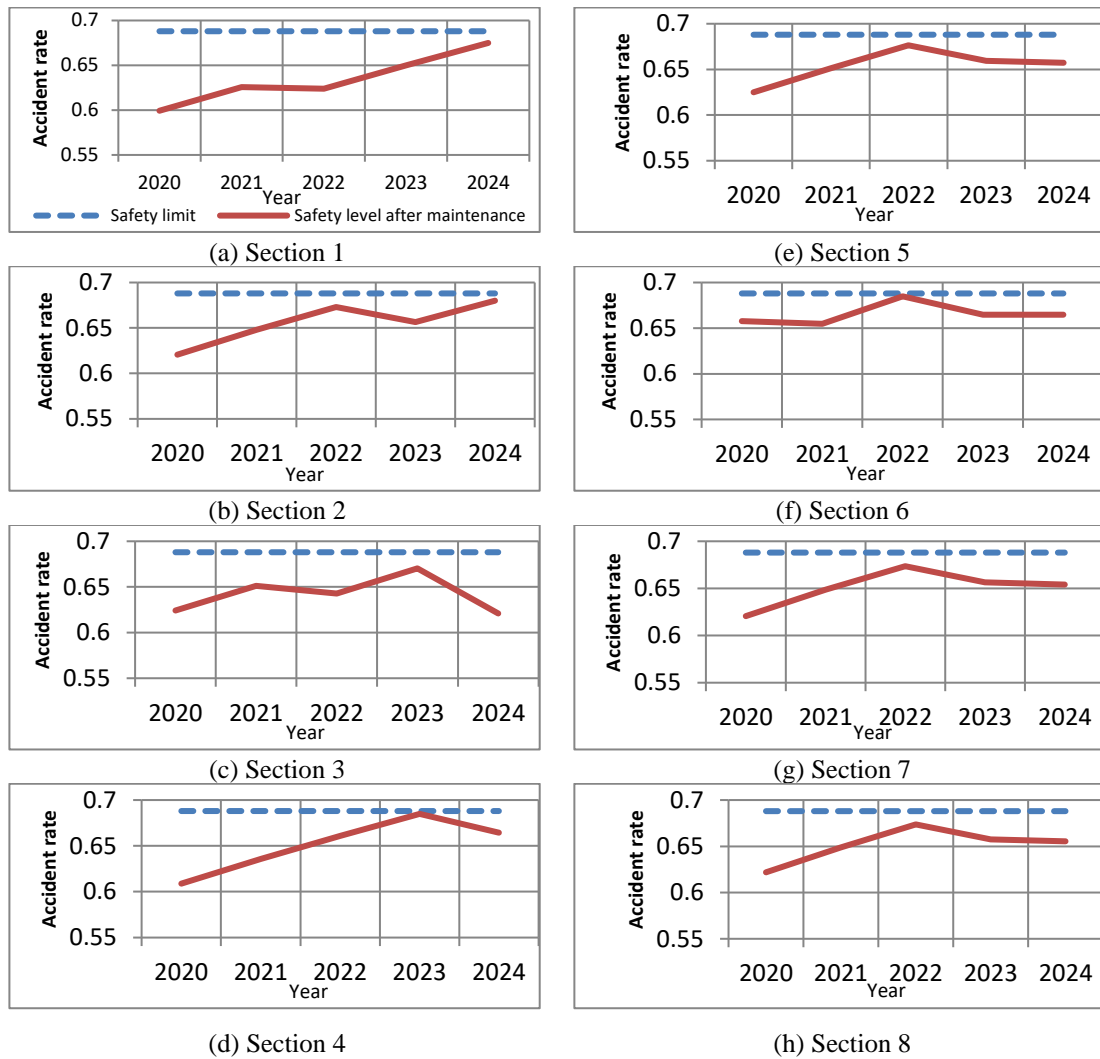 0.7
0.65
0.6
0.55
Accident rate
2020 2021 2022 2023 2024
Year
Safety limit Safety level after maintenance
(a) Section 1
0.7
0.65
0.6
0.55
Accident rate
2020 2021 2022 2023 2024
Year
(b) Section 2
0.7
0.65
0.6
0.55
Accident rate
2020 2021 2022 2023 2024
Year
(c) Section 3
0.7
0.65
0.6
0.55
Accident rate
2020 2021 2022 2023 2024
Year
(d) Section 4
0.7
0.65
0.6
0.55
Accident rate
2020 2021 2022 2023 2024
Year
(e) Section 5
0.7
0.65
0.6
0.55
Accident rate
2020 2021 2022 2023 2024
Year
(f) Section 6
0.7
0.65
0.6
0.55
Accident rate
2020 2021 2022 2023 2024
Year
(g) Section 7
0.7
0.65
0.6
0.55
Accident rate
2020 2021 2022 2023 2024
Year
(h) Section 8